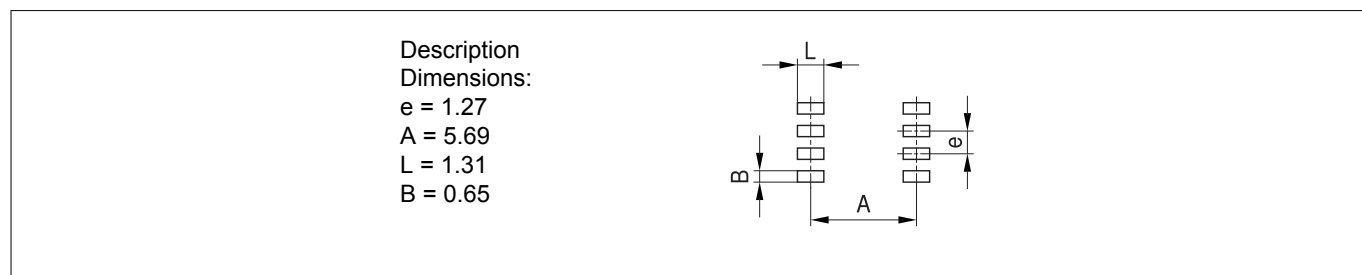 Description
Dimensions:
e = 1.27
A = 5.69
L = 1.31
B = 0.65
L
e
B
A